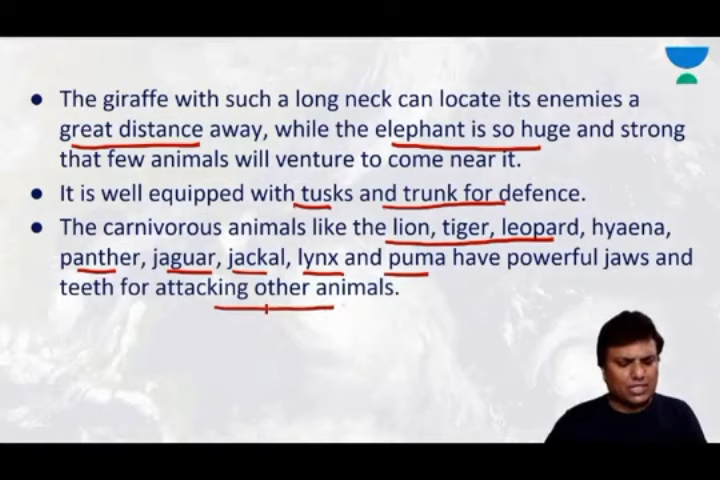 ● The giraffe with such a long neck can locate its enemies a
great distance away, while the elephant is so huge and strong
that few animals will venture to come near it.
● It is well equipped with tusks and trunk for defence.
● The carnivorous animals like the lion, tiger, leopard, hyaena,
panther, jaguar, jackal, lynx and puma have powerful jaws and
teeth for attacking other animals.